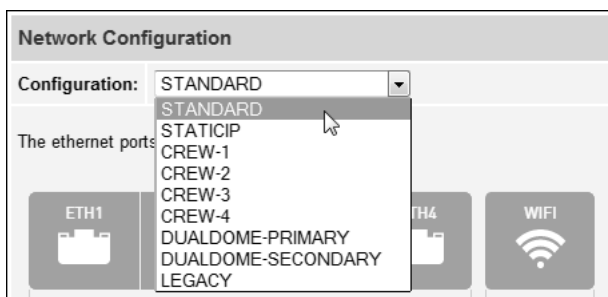 Network Configuration
Configuration: STANDARD
STANDARD
STATICIP
The ethernet ports
CREW-1
CREW-2
CREW-3
CREW-4
DUALDOME-PRIMARY
DUALDOME-SECONDARY
LEGACY
ETH1
TH4
WIFI